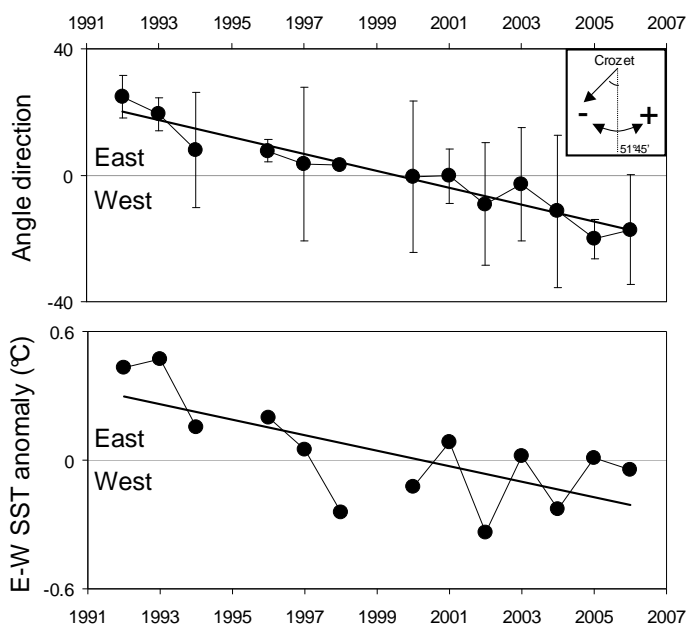 1991 1993 1995 1997 1999 2001 2003 2005 2007
40
0
-40
Angle direction
East
West
Crozet
- +
51°45'
0.6
0
-0.6
E-W SST anomaly (°C)
East
West
1991 1993 1995 1997 1999 2001 2003 2005 2007